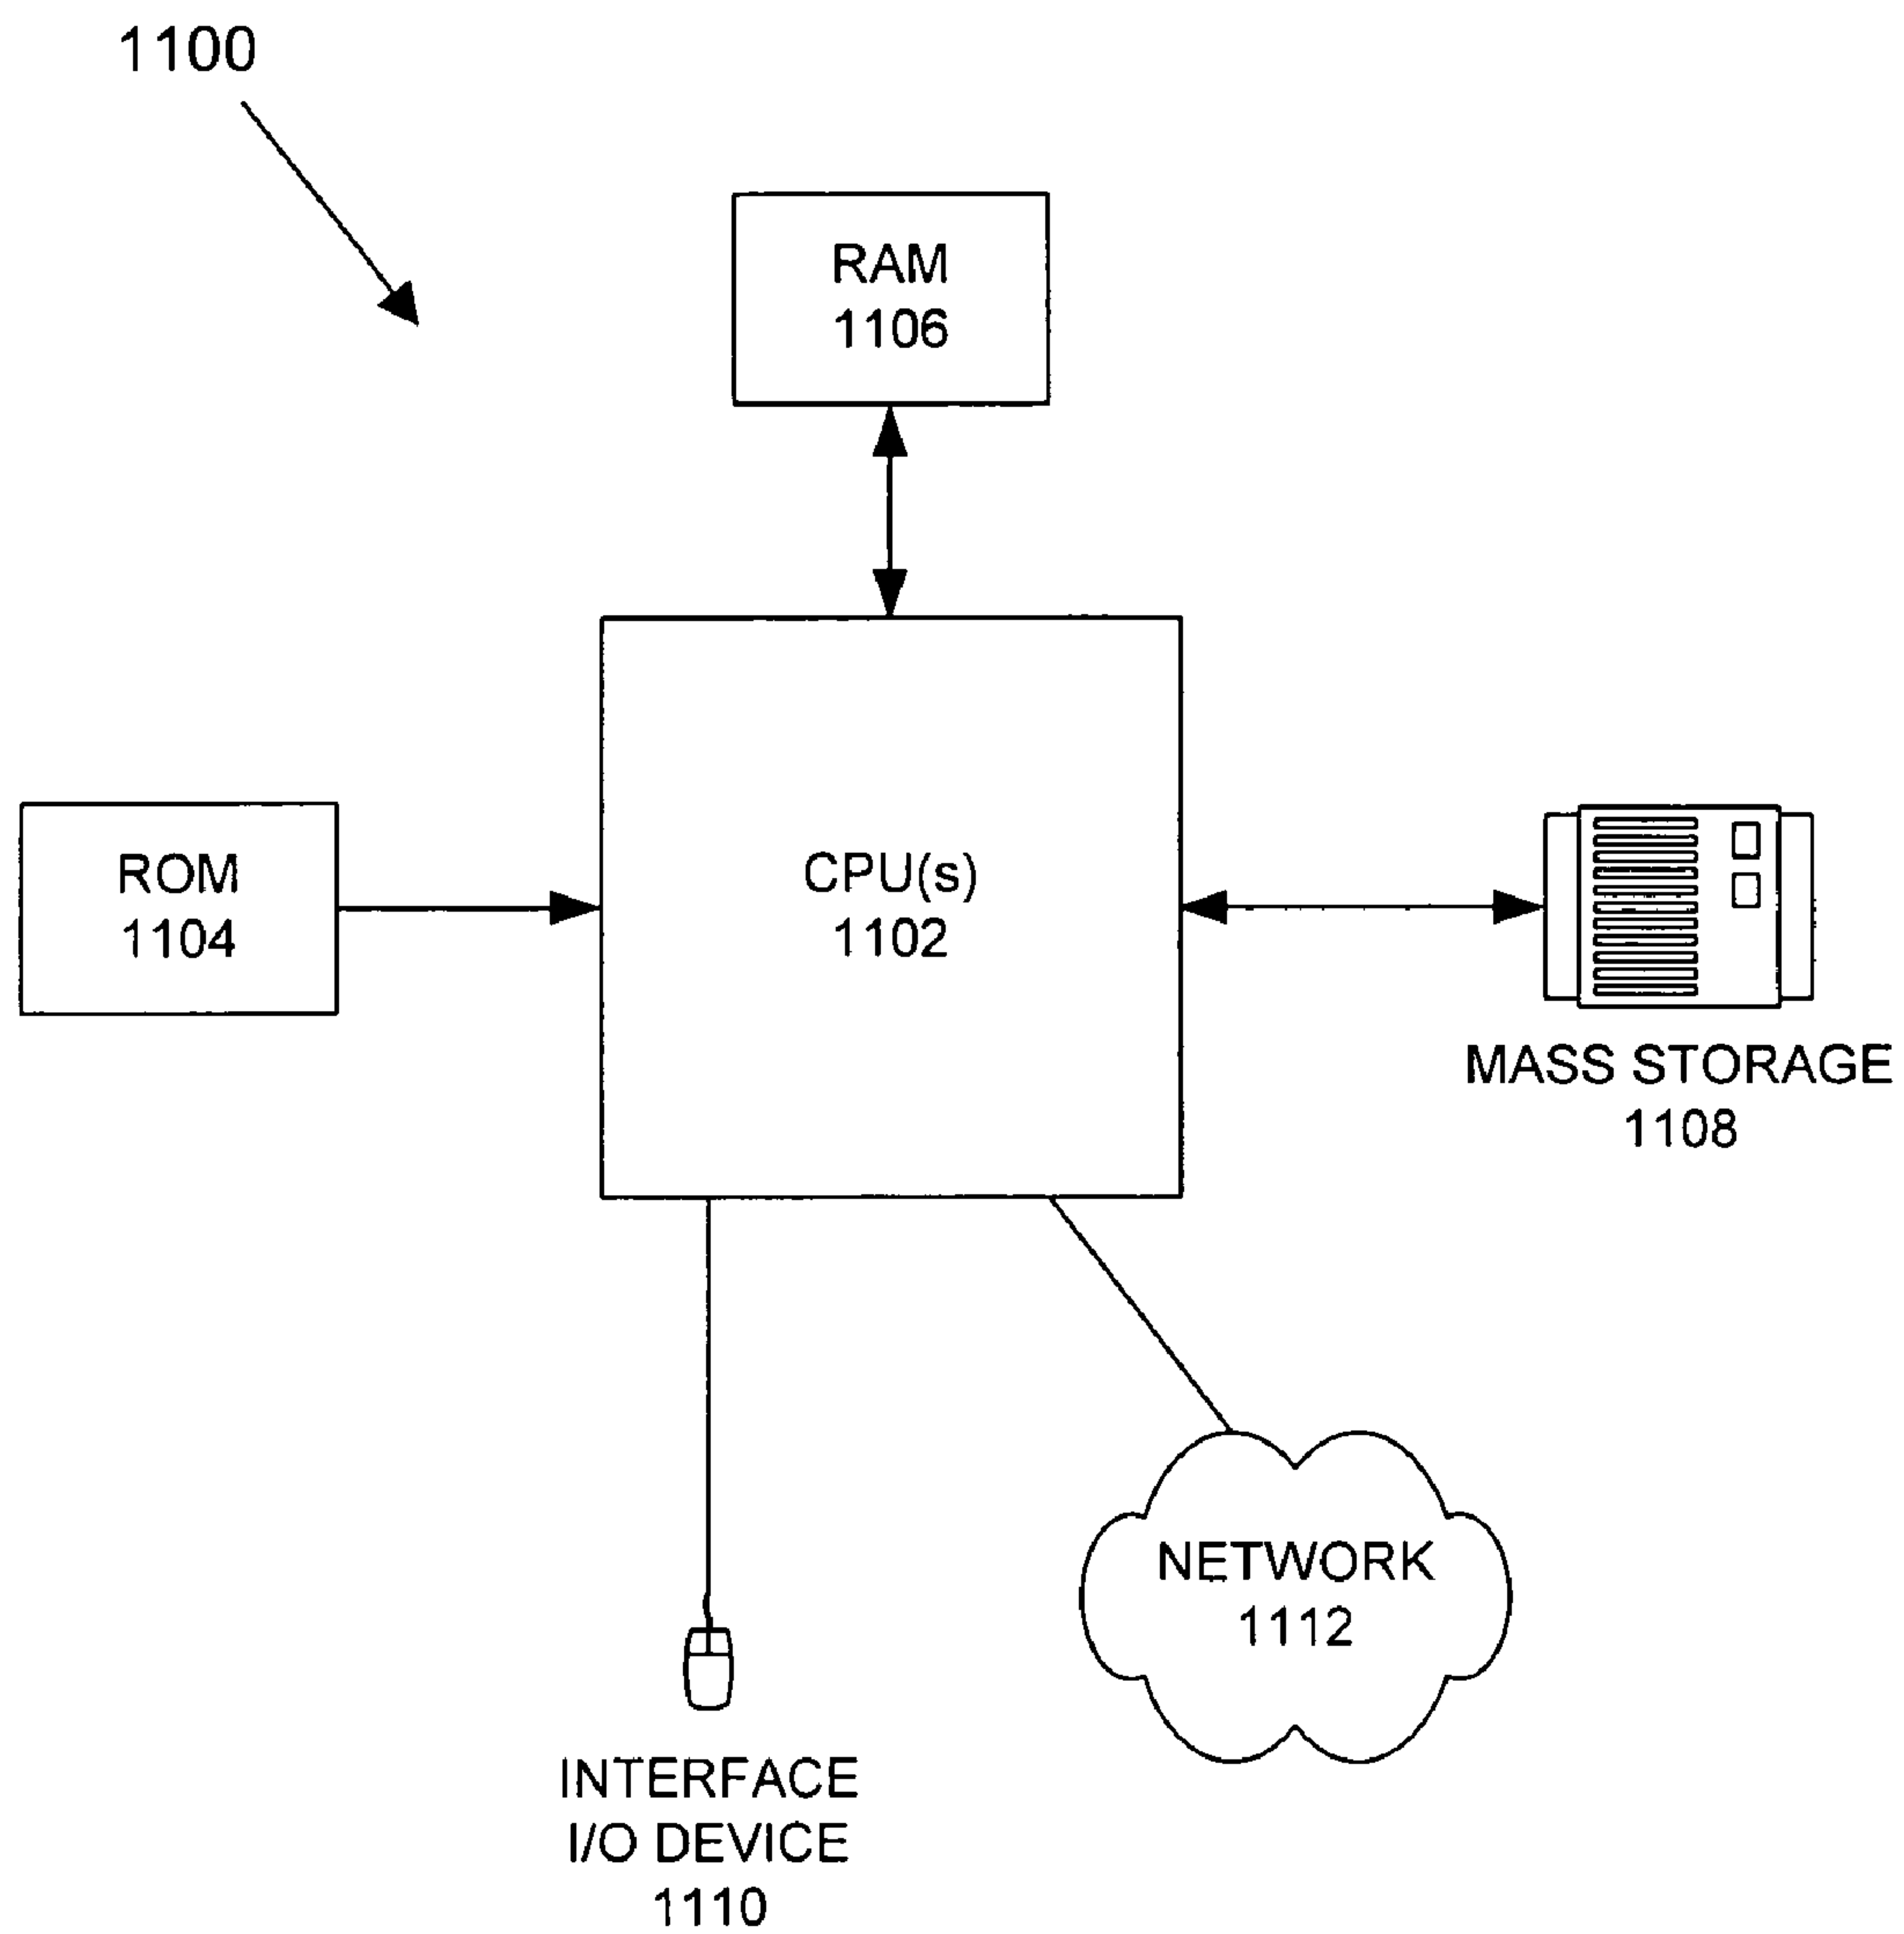 1100
RAM
1106
ROM
1104
CPU(s)
1102
MASS STORAGE
1108
NETWORK
1112
INTERFACE
I/O DEVICE
1110